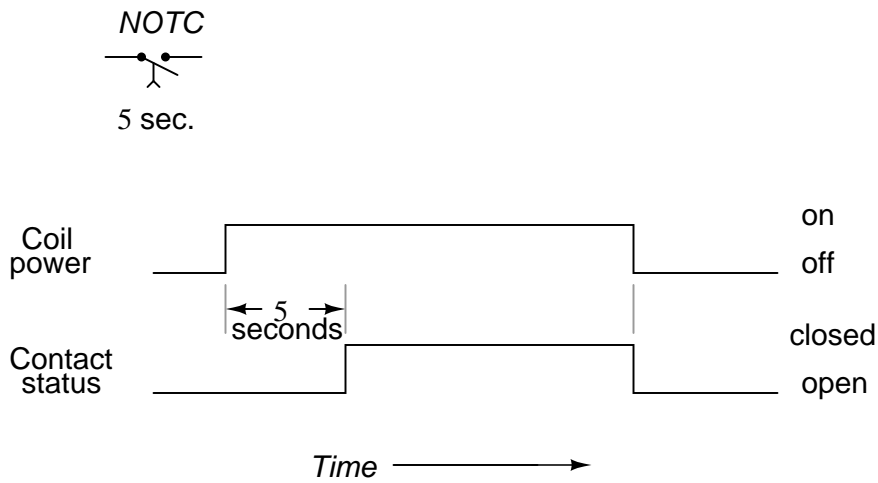 NOTC
5 sec.
on
Coil
power
off
5
seconds
closed
Contact
status
open
Time